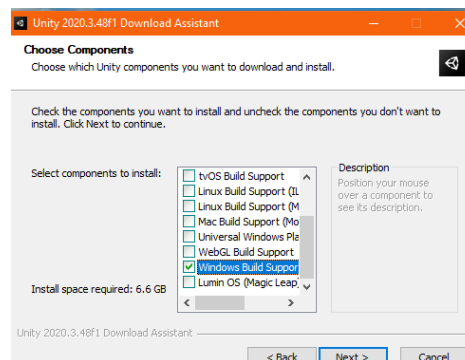 Unity 2020.3.48f1 Download Assistant
Choose Components
Choose which Unity components you want to download and install.
Check the components you want to install and uncheck the components you don't want to
install. Click Next to continue.
Select components to install:
tvOS Build Support
Linux Build Support (IL
Linux Build Support (M
Mac Build Support (Mo
Universal Windows Pla
WebGL Build Support
Windows Build Suppor
Lumin OS (Magic Leap)
Description
Position your mouse
over a component to
see its description.
Install space required: 6.6 GB
Unity 2020.3.48f1 Download Assistant
< Back
Next >
Cancel